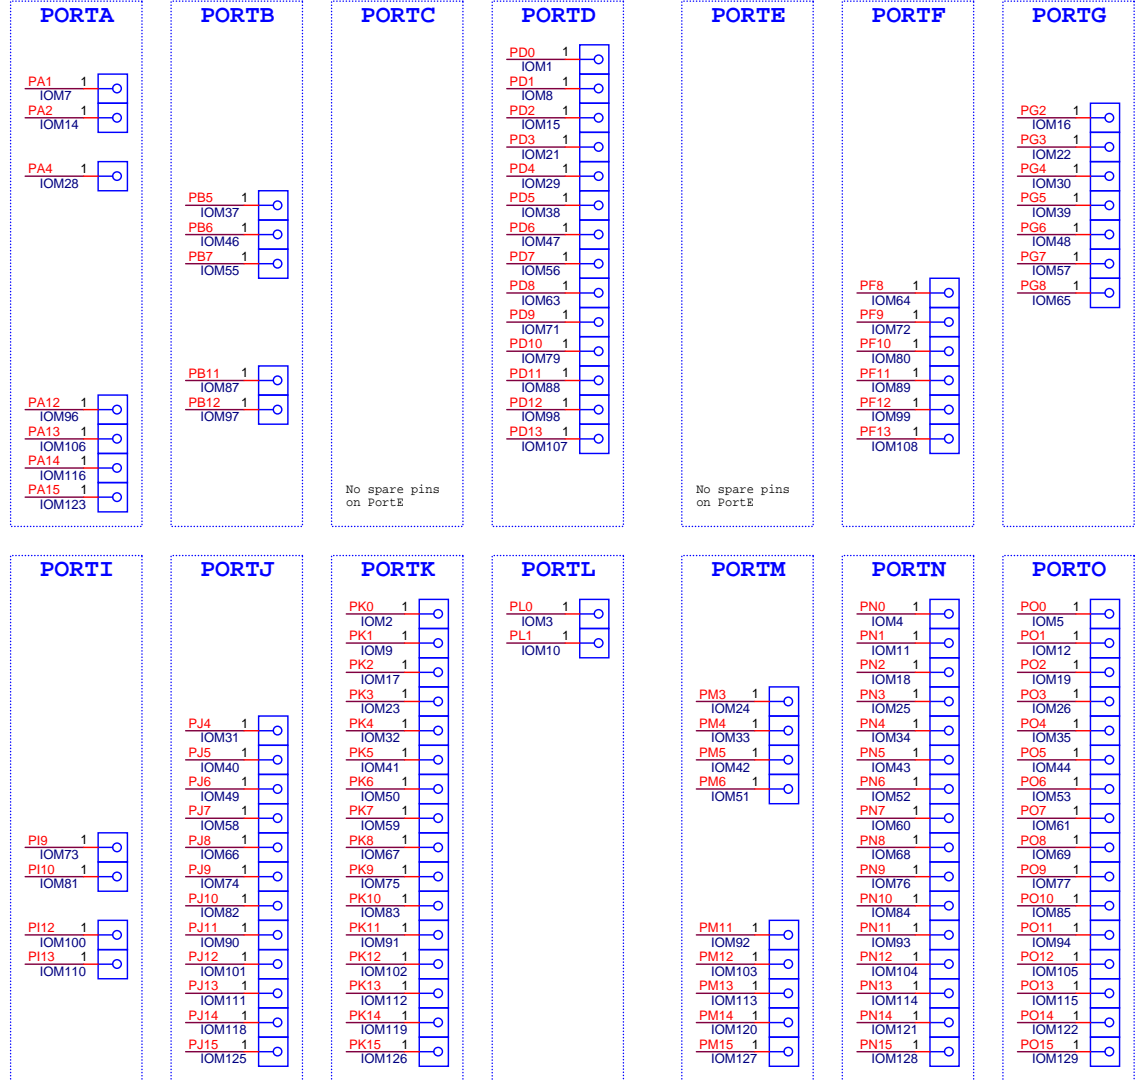 PORTA
PA1 1
IOM7
PA2 1
IOM14
PA4 1
IOM28
PA12 1
IOM96
PA13 1
IOM106
PA14 1
IOM116
PA15 1
IOM123
PORTB
PB5 1
IOM37
PB6 1
IOM46
PB7 1
IOM55
PB11 1
IOM87
PB12 1
IOM97
PORTC
No spare pins
on PortE
PORTD
PD0 1
IOM1
PD1 1
IOM8
PD2 1
IOM15
PD3 1
IOM21
PD4 1
IOM29
PD5 1
IOM38
PD6 1
IOM47
PD7 1
IOM56
PD8 1
IOM63
PD9 1
IOM71
PD10 1
IOM79
PD11 1
IOM88
PD12 1
IOM98
PD13 1
IOM107
PORTE
No spare pins
on PortE
PORTF
PF8 1
IOM64
PF9 1
IOM72
PF10 1
IOM80
PF11 1
IOM89
PF12 1
IOM99
PF13 1
IOM108
PORTG
PG2 1
IOM16
PG3 1
IOM22
PG4 1
IOM30
PG5 1
IOM39
PG6 1
IOM48
PG7 1
IOM57
PG8 1
IOM65
PORTI
PI9 1
IOM73
PI10 1
IOM81
PI12 1
IOM100
PI13 1
IOM110
PORTJ
PJ4 1
IOM31
PJ5 1
IOM40
PJ6 1
IOM49
PJ7 1
IOM58
PJ8 1
IOM66
PJ9 1
IOM74
PJ10 1
IOM82
PJ11 1
IOM90
PJ12 1
IOM101
PJ13 1
IOM111
PJ14 1
IOM118
PJ15 1
IOM125
PORTK
PK0 1
IOM2
PK1 1
IOM9
PK2 1
IOM17
PK3 1
IOM23
PK4 1
IOM32
PK5 1
IOM41
PK6 1
IOM50
PK7 1
IOM59
PK8 1
IOM67
PK9 1
IOM75
PK10 1
IOM83
PK11 1
IOM91
PK12 1
IOM102
PK13 1
IOM112
PK14 1
IOM119
PK15 1
IOM126
PORTL
PL0 1
IOM3
PL1 1
IOM10
PORTM
PM3 1
IOM24
PM4 1
IOM33
PM5 1
IOM42
PM6 1
IOM51
PM11 1
IOM92
PM12 1
IOM103
PM13 1
IOM113
PM14 1
IOM120
PM15 1
IOM127
PORTN
PN0 1
IOM4
PN1 1
IOM11
PN2 1
IOM18
PN3 1
IOM25
PN4 1
IOM34
PN5 1
IOM43
PN6 1
IOM52
PN7 1
IOM60
PN8 1
IOM68
PN9 1
IOM76
PN10 1
IOM84
PN11 1
IOM93
PN12 1
IOM104
PN13 1
IOM114
PN14 1
IOM121
PN15 1
IOM128
PORTO
PO0 1
IOM5
PO1 1
IOM12
PO2 1
IOM19
PO3 1
IOM26
PO4 1
IOM35
PO5 1
IOM44
PO6 1
IOM53
PO7 1
IOM61
PO8 1
IOM69
PO9 1
IOM77
PO10 1
IOM85
PO11 1
IOM94
PO12 1
IOM105
PO13 1
IOM115
PO14 1
IOM122
PO15 1
IOM129